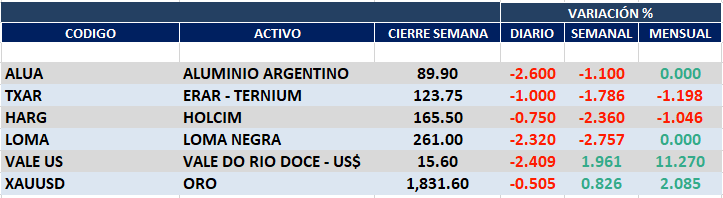 VARIACIÓN %
CODIGO ACTIVO CIERRE SEMANA DIARIO SEMANAL MENSUAL
ALUA ALUMINIO ARGENTINO 89.90 -2.600 -1.100 0.000
TXAR ERAR - TERNIUM 123.75 -1.000 -1.786 -1.198
HARG HOLCIM 165.50 -0.750 -2.360 -1.046
LOMA LOMA NEGRA 261.00 -2.320 -2.757 0.000
VALE US VALE DO RIO DOCE - US$ 15.60 -2.409 1.961 11.270
XAUUSD ORO 1,831.60 -0.505 0.826 2.085